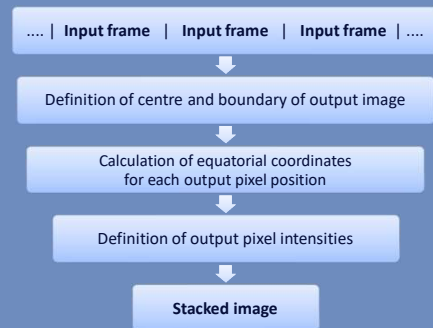 .... | Input frame | Input frame | Input frame | ....
Definition of centre and boundary of output image
Calculation of equatorial coordinates
for each output pixel position
Definition of output pixel intensities
Stacked image